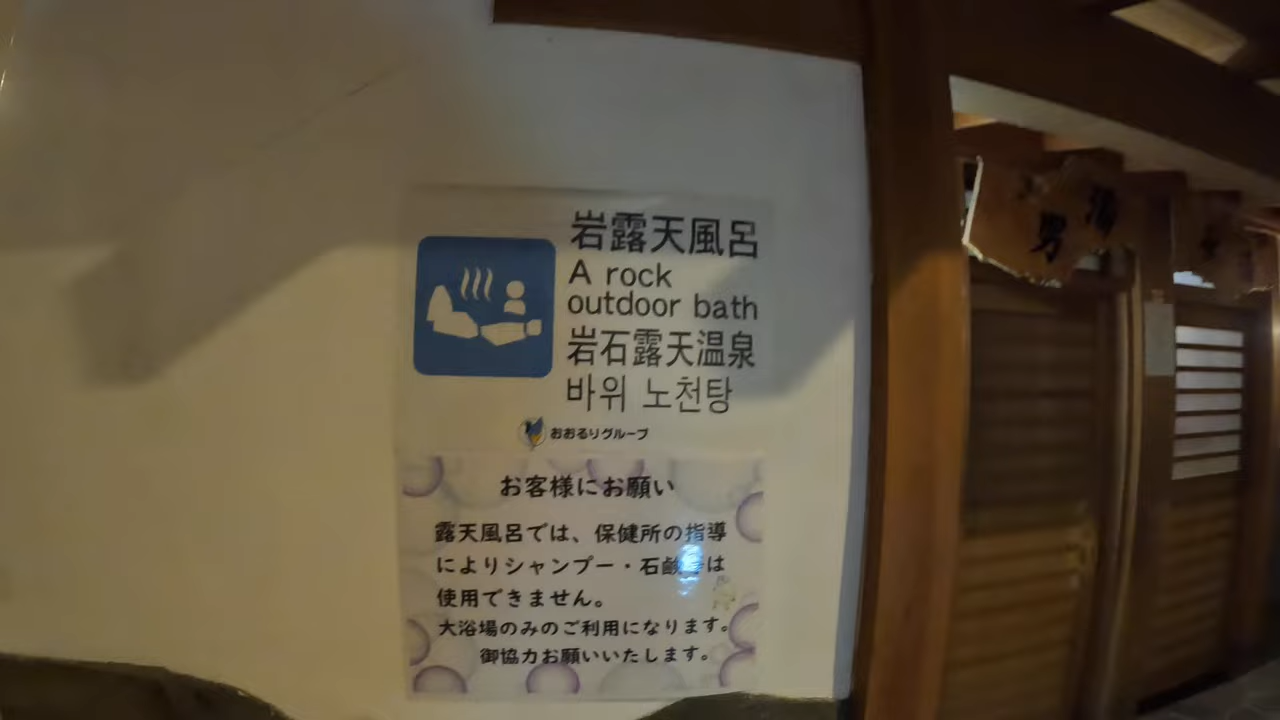 岩露天風呂
A rock
outdoor bath
岩石露天温泉
바위 노천탕
おおるりグループ
お客様にお願い
露天風呂では、保健所の指導
によりシャンプー・石鹸等は
使用できません。
大浴場のみのご利用になります。
御協力お願いいたします。
男湯